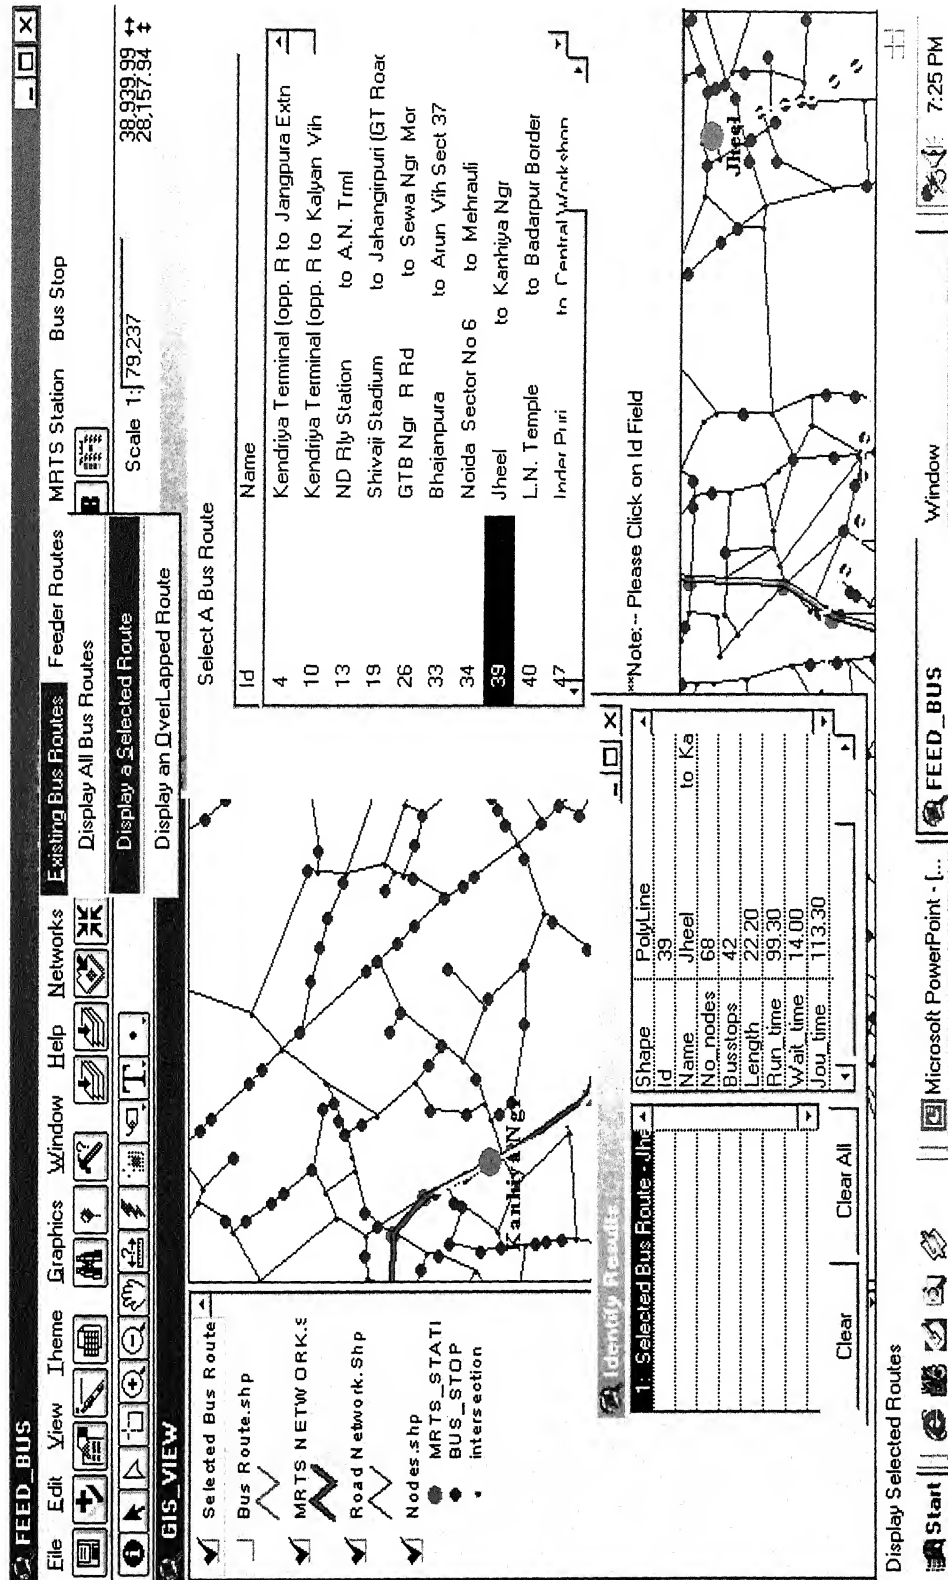 FEED_BUS
File Edit View Theme Graphics Window Help Networks Existing Bus Routes Feeder Routes MRTS Station Bus Stop
Display All Bus Routes
Display a Selected Route
Display an OverLapped Route
Scale 1: 79,237
38,939.99
28,157.94
GIS_VIEW
Selected Bus Route
Bus Route.shp
MRTS NETWORK.s
Road Network.Shp
Nodes.shp
MRTS_STATI
BUS_STOP
intersection
Kanhiya Ngr
Select A Bus Route
Id Name
4 Kendriya Terminal (opp. R to Jangpura Extn
10 Kendriya Terminal (opp. R to Kalyan Vih
13 ND Rly Station to A.N. Trml
19 Shivaji Stadium to Jahangirpuri (GT Road
26 GTB Ngr R Rd to Sewa Ngr Mor
33 Bhajanpura to Arun Vih Sect 37
34 Noida Sector No 6 to Mehrauli
39 Jheel to Kanhiya Ngr
40 L.N. Temple to Badarpur Border
47 Inder Puri to Central Workshop
**Note:-- Please Click on Id Field
Jheel
Identify Results
1: Selected Bus Route - Jhe
Shape PolyLine
Id 39
Name Jheel to Ka
No_nodes 68
Busstops 42
Length 22.20
Run_time 99.30
Wait_time 14.00
Jou_time 113.30
Clear Clear All
Display Selected Routes
Start Microsoft PowerPoint - [... FEED_BUS Window 7:25 PM